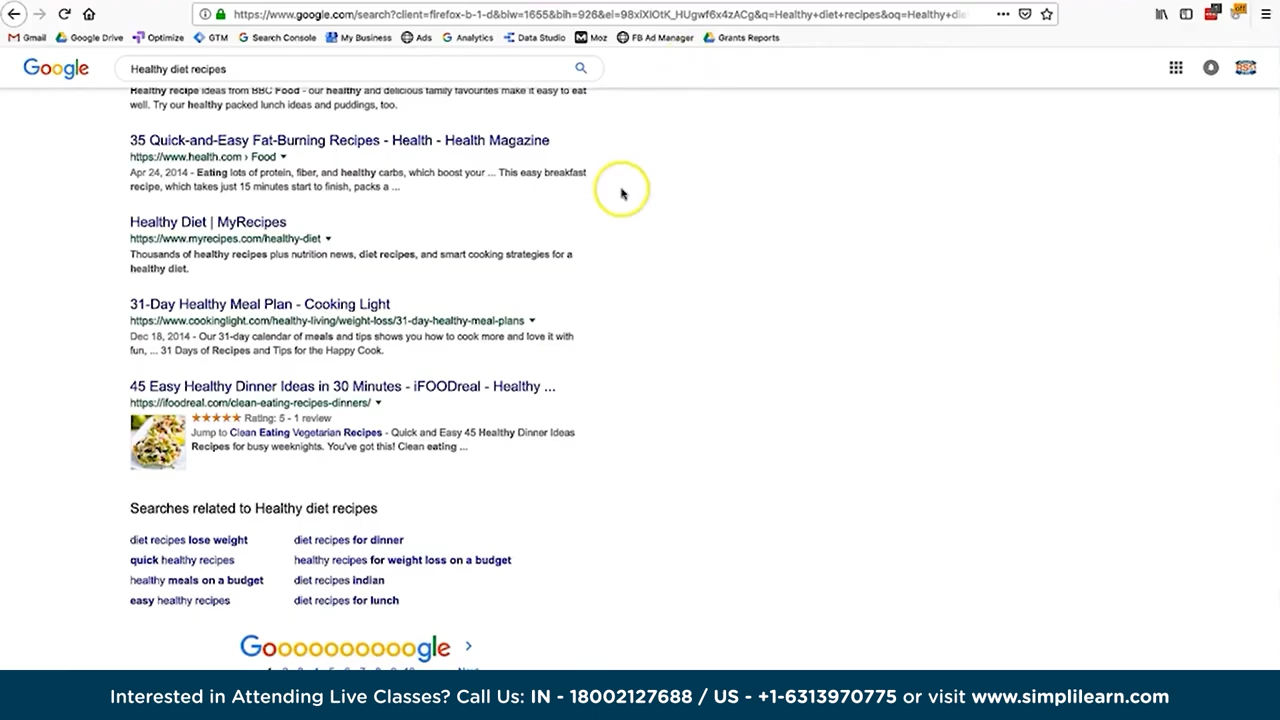 https://www.google.com/search?client=firefox-b-1-d&biw=1655&bih=926&ei=98xIXIOtK_HUgwf6x4zACg&q=Healthy+diet+recipes&oq=Healthy+die
Gmail Google Drive Optimize GTM Search Console My Business Ads Analytics Data Studio Moz FB Ad Manager Grants Reports
Google Healthy diet recipes
Healthy recipe ideas from BBC Food - our healthy and delicious family favourites make it easy to eat
well. Try our healthy packed lunch ideas and puddings, too.
35 Quick-and-Easy Fat-Burning Recipes - Health - Health Magazine
https://www.health.com › Food
Apr 24, 2014 - Eating lots of protein, fiber, and healthy carbs, which boost your ... This easy breakfast
recipe, which takes just 15 minutes start to finish, packs a ...
Healthy Diet | MyRecipes
https://www.myrecipes.com/healthy-diet
Thousands of healthy recipes plus nutrition news, diet recipes, and smart cooking strategies for a
healthy diet.
31-Day Healthy Meal Plan - Cooking Light
https://www.cookinglight.com/healthy-living/weight-loss/31-day-healthy-meal-plans
Dec 18, 2014 - Our 31-day calendar of meals and tips shows you how to cook more and love it with
fun, ... 31 Days of Recipes and Tips for the Happy Cook.
45 Easy Healthy Dinner Ideas in 30 Minutes - iFOODreal - Healthy ...
https://ifoodreal.com/clean-eating-recipes-dinners/
★★★★★ Rating: 5 - 1 review
Jump to Clean Eating Vegetarian Recipes - Quick and Easy 45 Healthy Dinner Ideas
Recipes for busy weeknights. You've got this! Clean eating ...
Searches related to Healthy diet recipes
diet recipes lose weight diet recipes for dinner
quick healthy recipes healthy recipes for weight loss on a budget
healthy meals on a budget diet recipes indian
easy healthy recipes diet recipes for lunch
Goooooooooogle >
Interested in Attending Live Classes? Call Us: IN - 18002127688 / US - +1-6313970775 or visit www.simplilearn.com